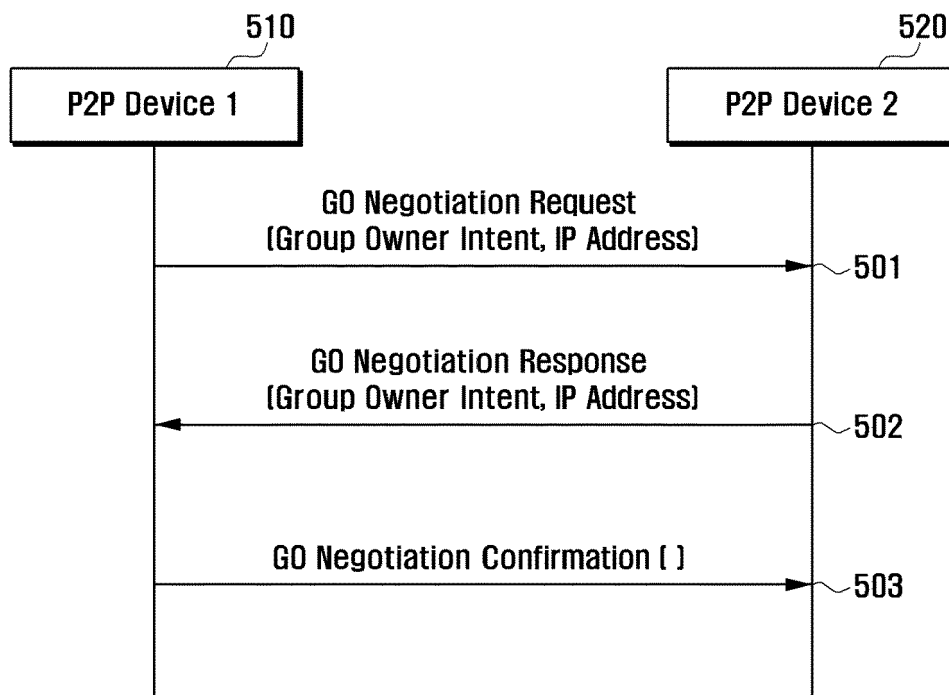 510
520
P2P Device 1
P2P Device 2
GO Negotiation Request
(Group Owner Intent, IP Address)
501
GO Negotiation Response
(Group Owner Intent, IP Address)
502
GO Negotiation Confirmation ( )
503